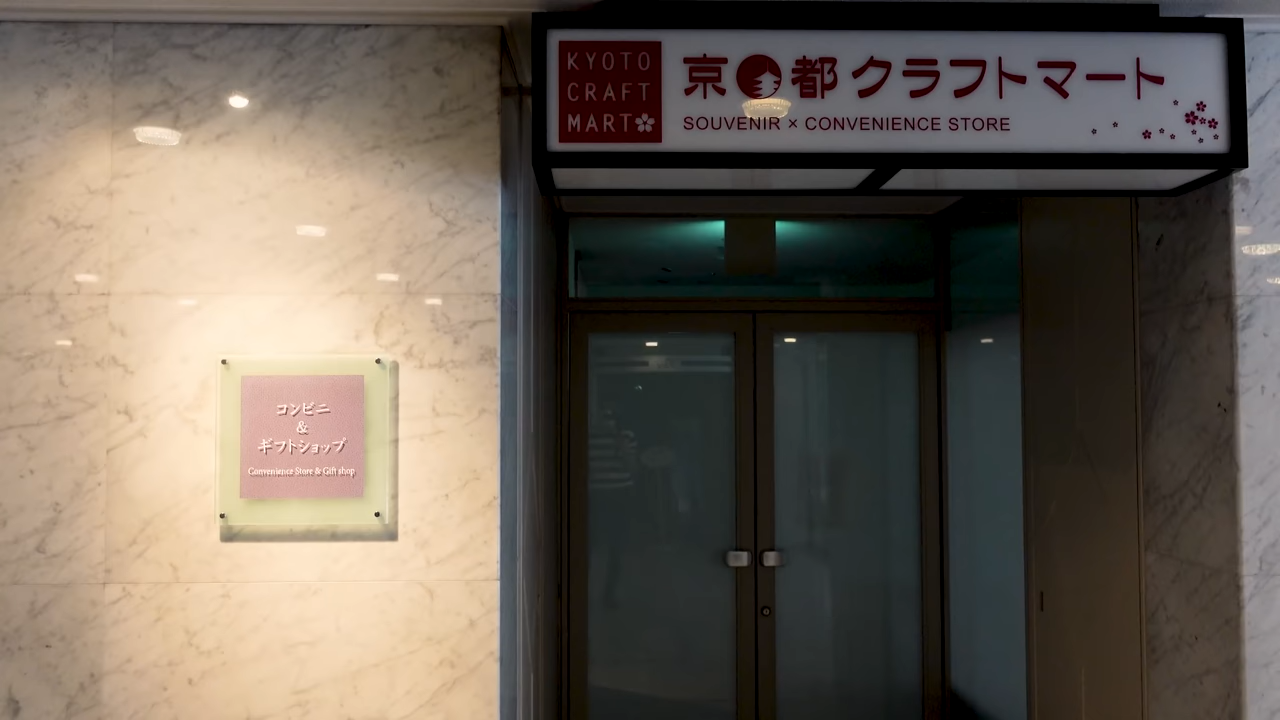 KYOTO
CRAFT
MART
京都 クラフトマート
SOUVENIR × CONVENIENCE STORE
コンビニ
&
ギフトショップ
Convenience Store & Gift shop